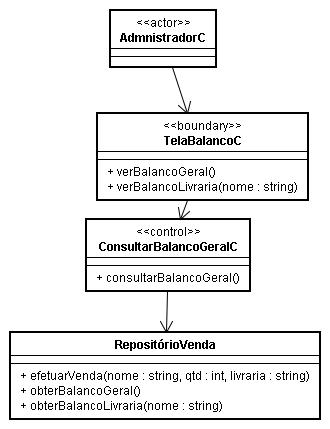 <<actor>>
AdmnistradorC
<<boundary>>
TelaBalancoC
+ verBalancoGeral()
+ verBalancoLivraria(nome : string)
<<control>>
ConsultarBalancoGeralC
+ consultarBalancoGeral()
RepositórioVenda
+ efetuarVenda(nome : string, qtd : int, livraria : string)
+ obterBalancoGeral()
+ obterBalancoLivraria(nome : string)